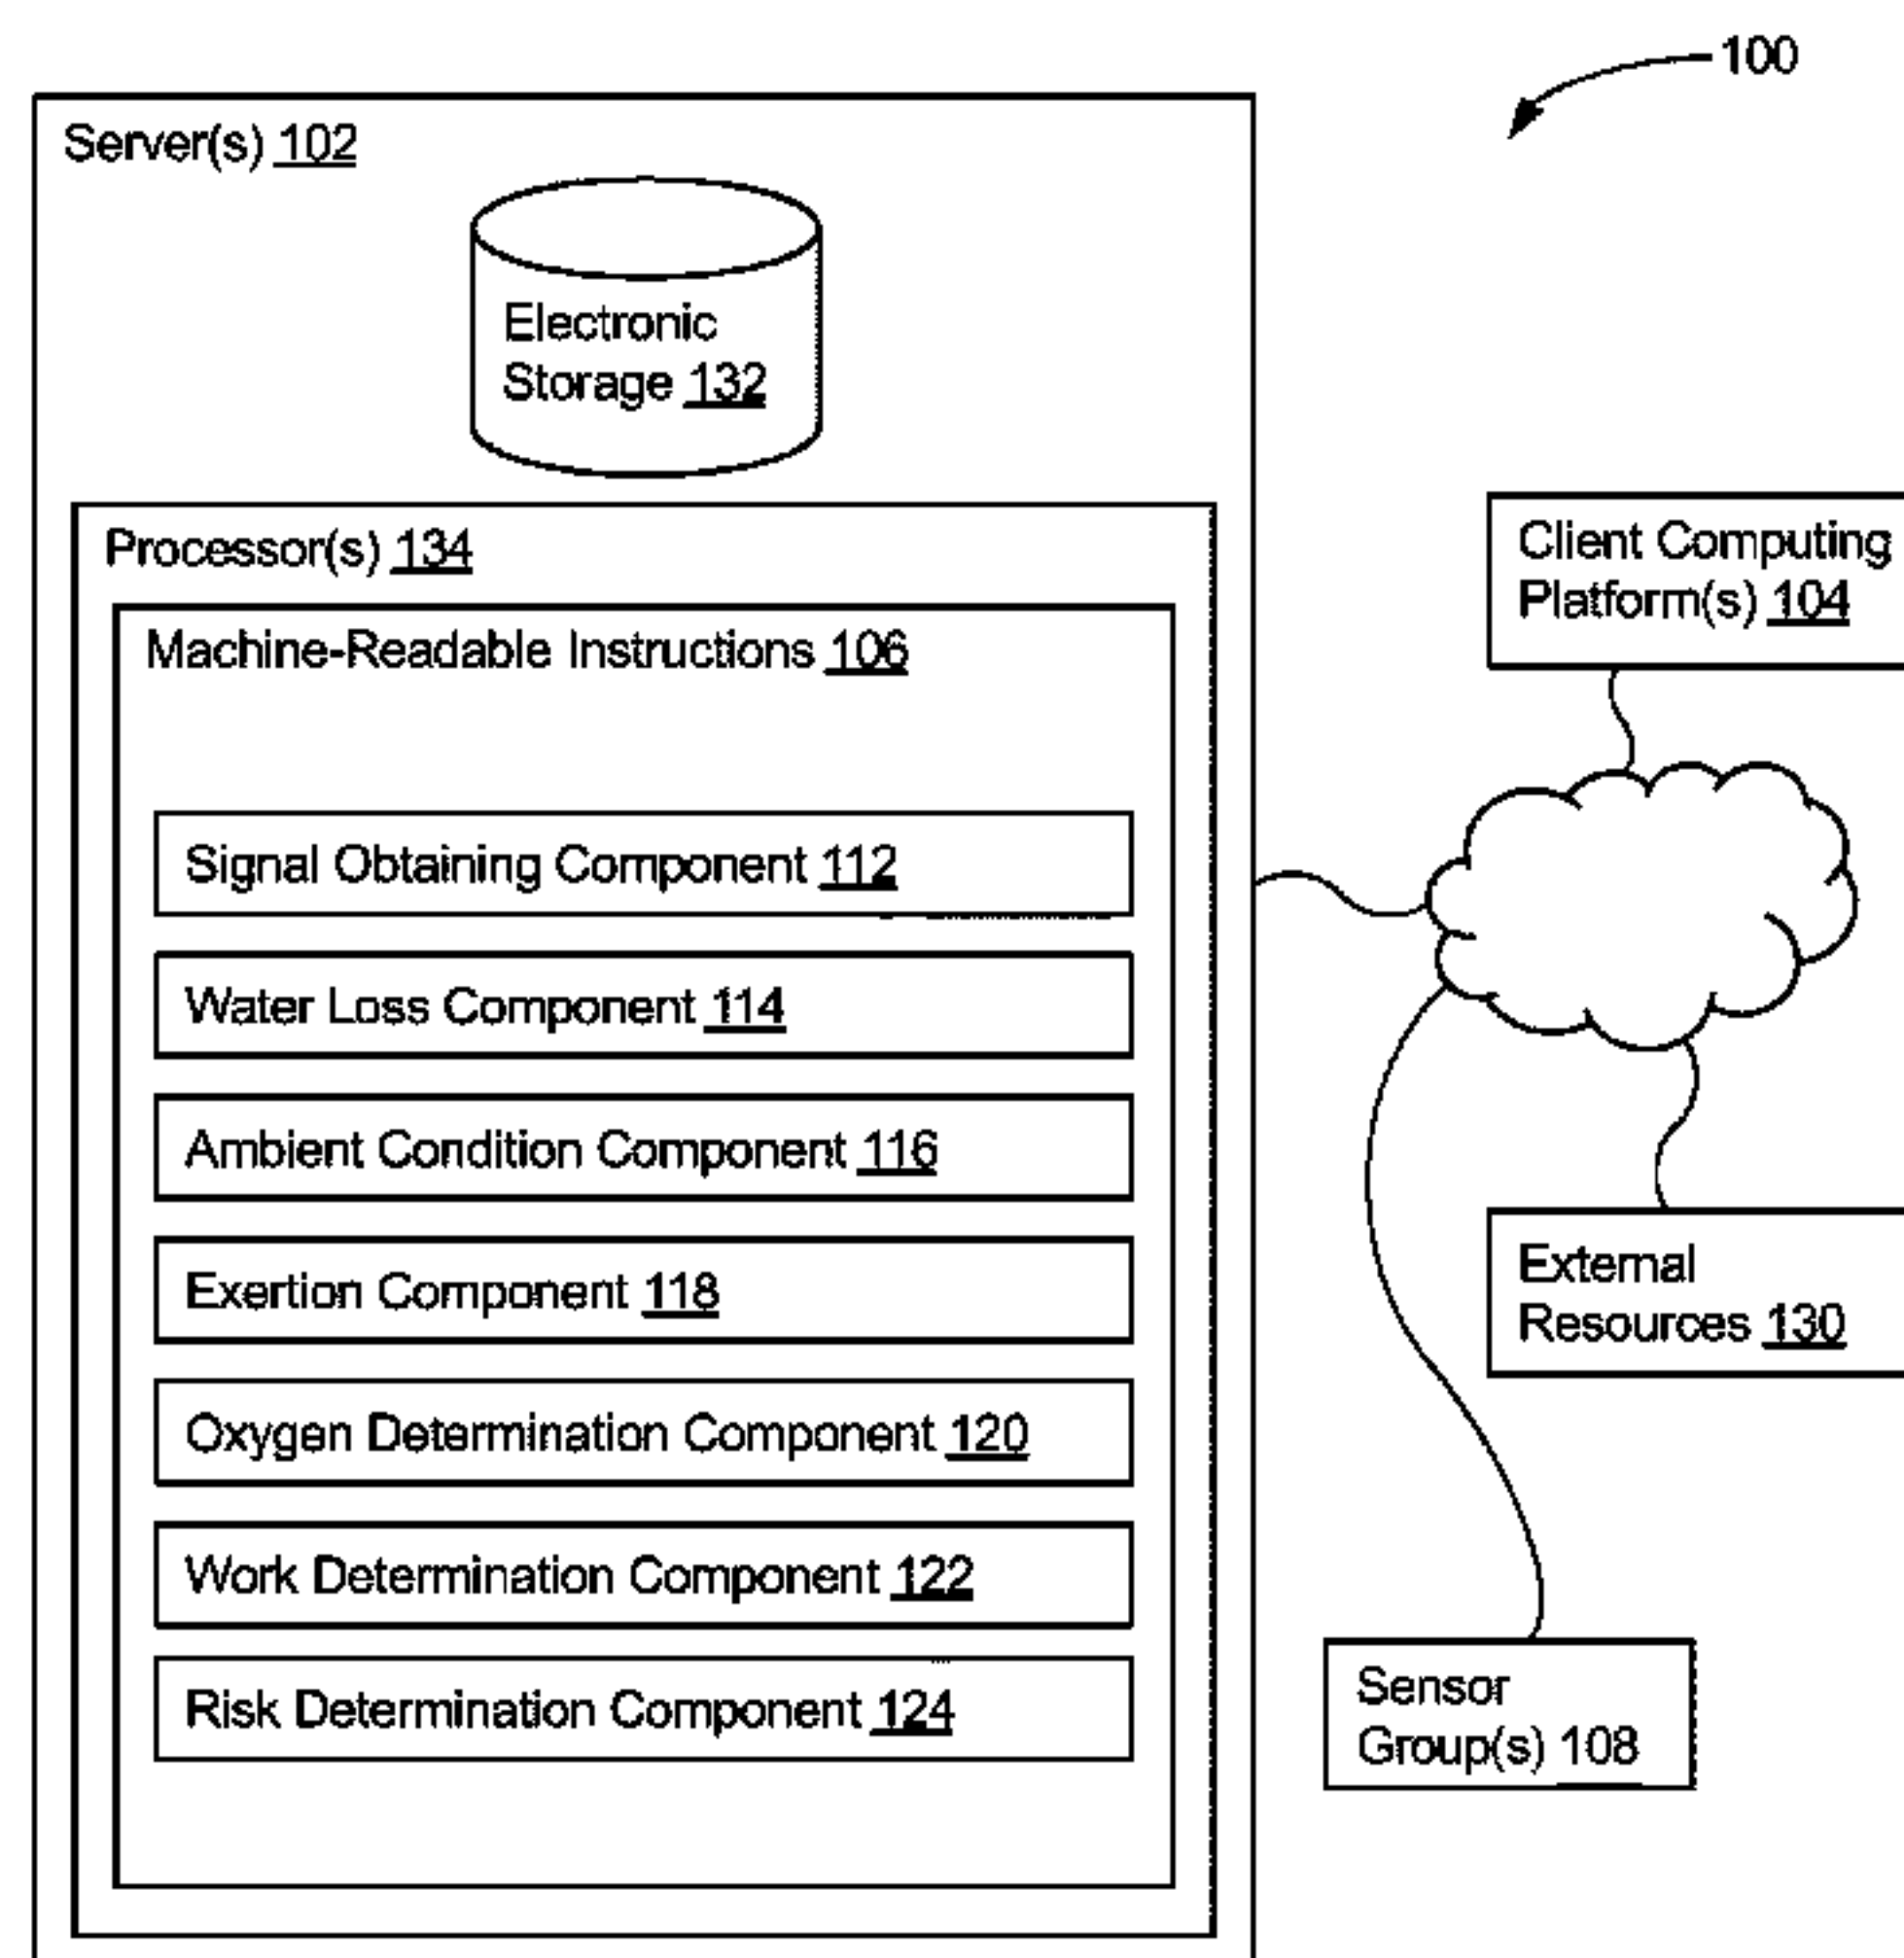 100
Server(s) 102
Electronic
Storage 132
Processor(s) 134
Machine-Readable Instructions 106
Signal Obtaining Component 112
Water Loss Component 114
Ambient Condition Component 116
Exertion Component 118
Oxygen Determination Component 120
Work Determination Component 122
Risk Determination Component 124
Client Computing
Platform(s) 104
External
Resources 130
Sensor
Group(s) 108